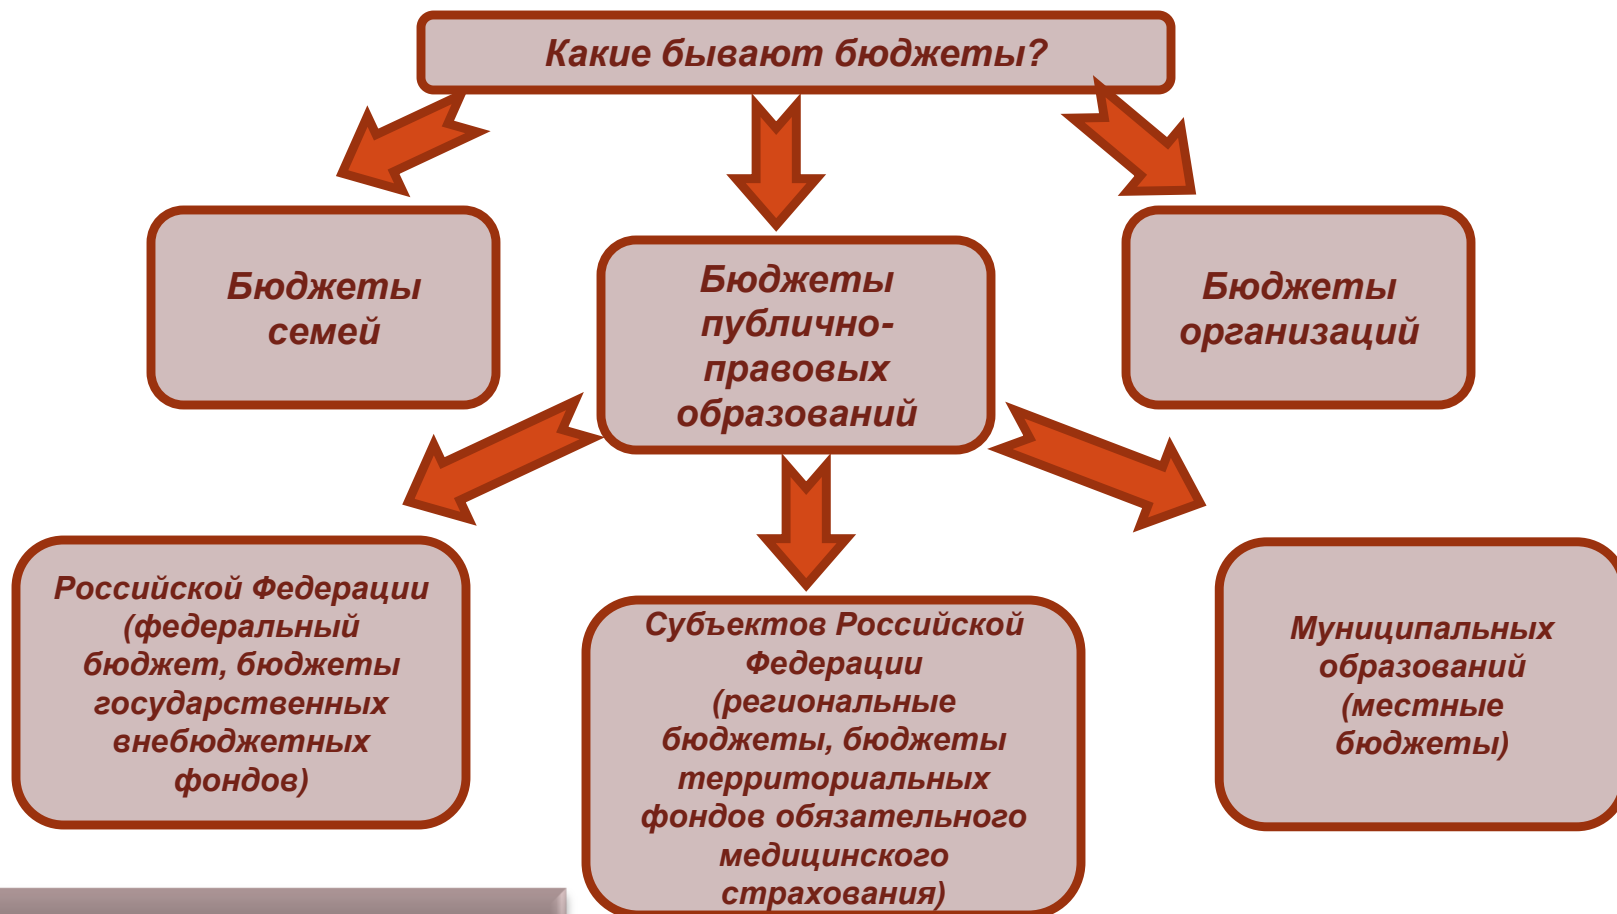 Какие бывают бюджеты?
Бюджеты
семей
Бюджеты
публично-
правовых
образований
Бюджеты
организаций
Российской Федерации
(федеральный
бюджет, бюджеты
государственных
внебюджетных
фондов)
Субъектов Российской
Федерации
(региональные
бюджеты, бюджеты
территориальных
фондов обязательного
медицинского
страхования)
Муниципальных
образований
(местные
бюджеты)